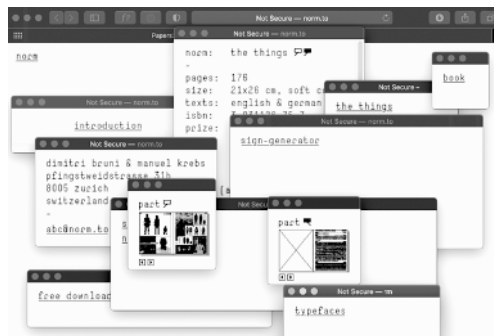 Not Secure — norm.to
Papers
norm
norm: the things
-
pages: 176
size: 21x26 cm, soft c
texts: english & german
isbn:
prize:
Not Secure —
the things
book
Not Secure — norm.to
introduction
Not Secure — norm.to
sign-generator
Not Secure — norm.to
dimitri bruni & manuel krebs
pfingstweidstrasse 31b
8005 zurich
switzerland
-
abc@norm.to
part
Not Secu
part
free download
Not Secure —
typefaces